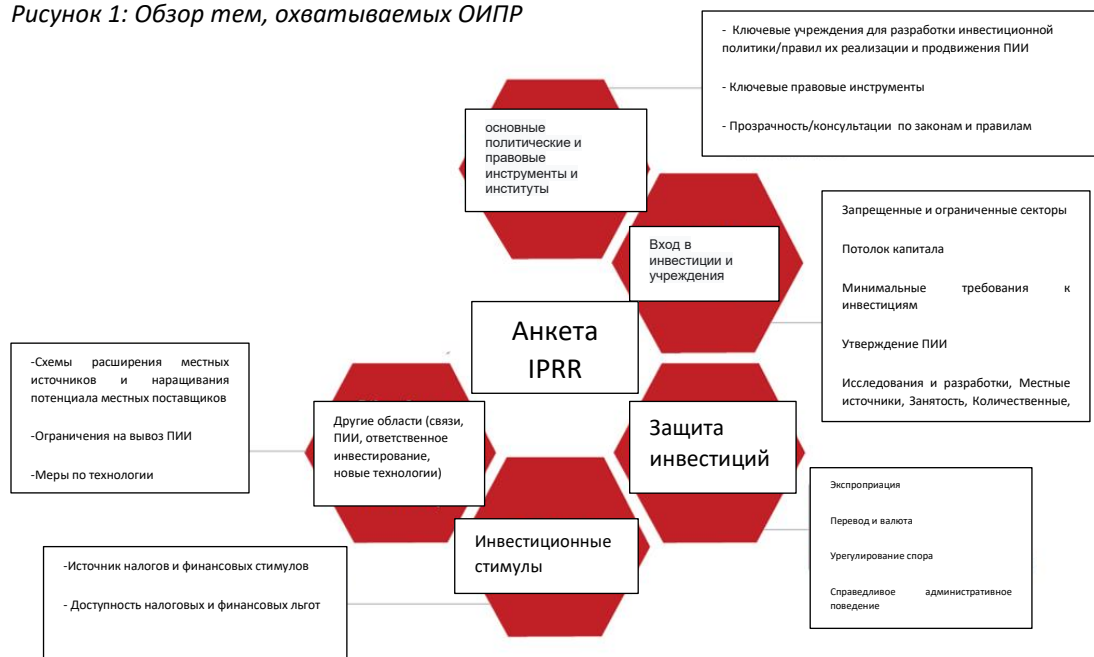 Рисунок 1: Обзор тем, охватываемых ОИПР
- Ключевые учреждения для разработки инвестиционной
политики/правил их реализации и продвижения ПИИ
- Ключевые правовые инструменты
- Прозрачность/консультации по законам и правилам
основные
политические и
правовые
инструменты и
институты
Вход в
инвестиции и
учреждения
Запрещенные и ограниченные секторы
Потолок капитала
Минимальные требования к
инвестициям
Утверждение ПИИ
Исследования и разработки, Местные
источники, Занятость, Количественные,
Анкета
IPRR
-Схемы расширения местных
источников и наращивания
потенциала местных поставщиков
-Ограничения на вывоз ПИИ
-Меры по технологии
Другие области (связи,
ПИИ, ответственное
инвестирование,
новые технологии)
Защита
инвестиций
Экспроприация
Перевод и валюта
Урегулирование спора
Справедливое административное
поведение
Инвестиционные
стимулы
-Источник налогов и финансовых стимулов
- Доступность налоговых и финансовых льгот